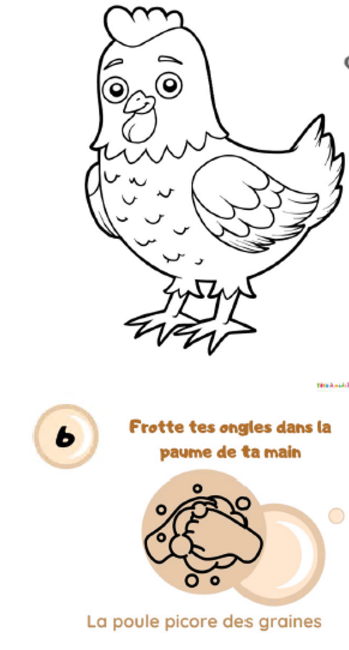 6
Frotte tes ongles dans la
paume de ta main
La poule picore des graines